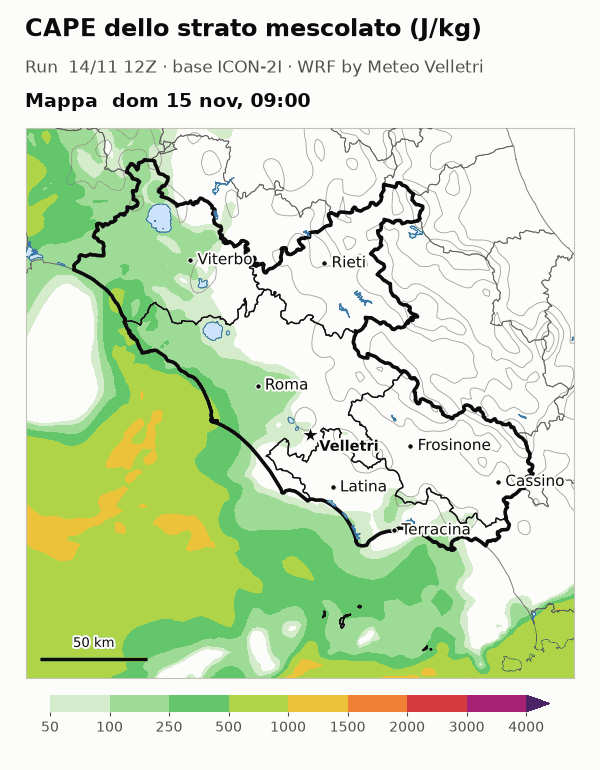 CAPE dello strato mescolato (J/kg)
Run  14/11 12Z · base ICON-2I · WRF by Meteo Velletri
Mappa  dom 15 nov, 09:00
Viterbo
Rieti
Roma
Velletri
Frosinone
Cassino
Latina
Terracina
50 km
50 100 250 500 1000 1500 2000 3000 4000